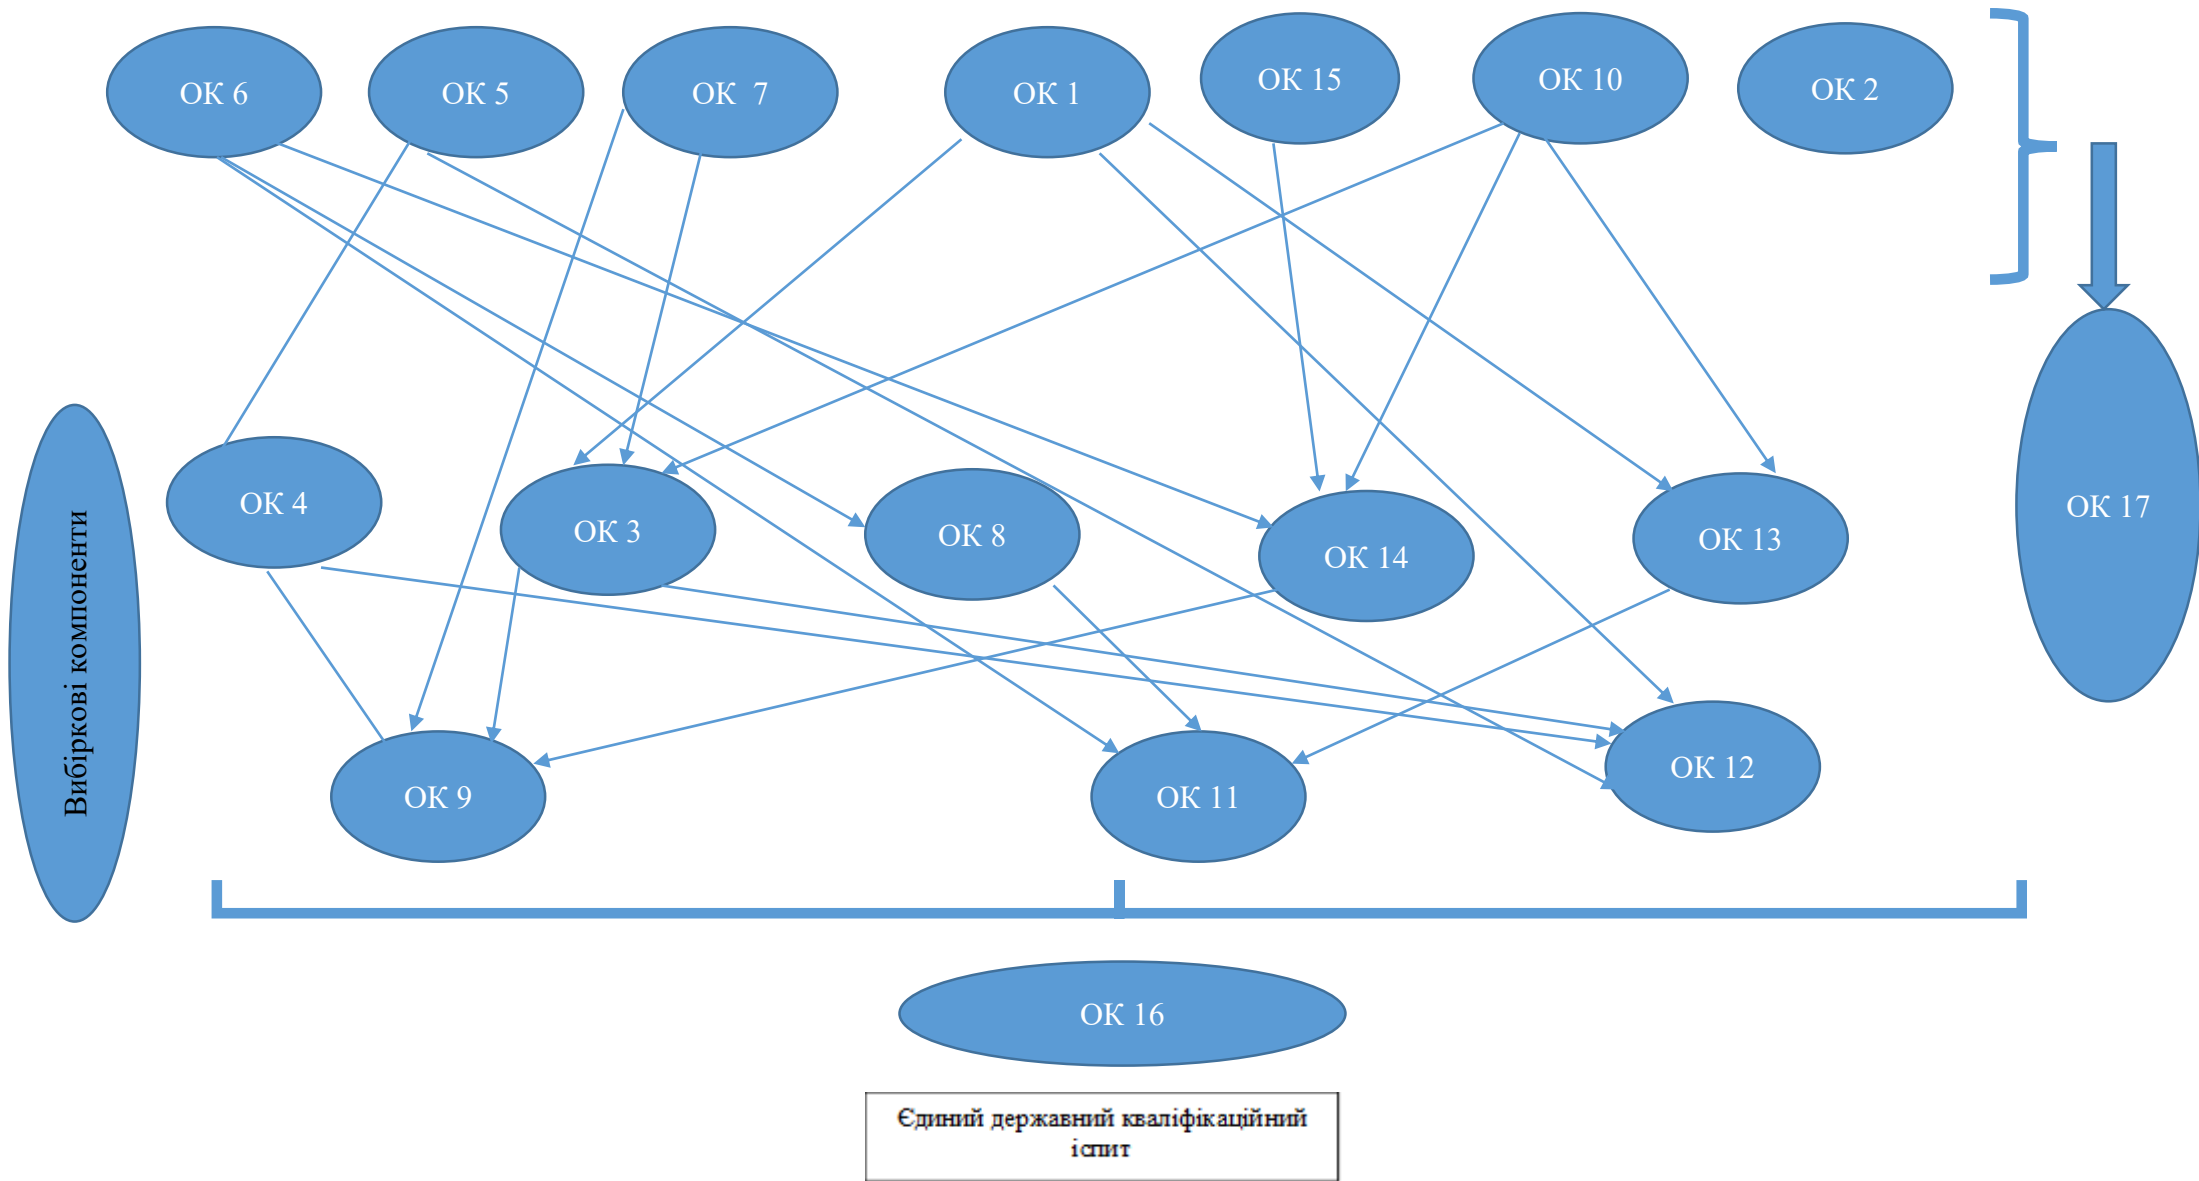 ОК 6
ОК 5
ОК 7
ОК 1
ОК 15
ОК 10
ОК 2
ОК 4
ОК 3
ОК 8
ОК 14
ОК 13
ОК 17
Вибіркові компоненти
ОК 9
ОК 11
ОК 12
ОК 16
Єдиний державний кваліфікаційний
іспит